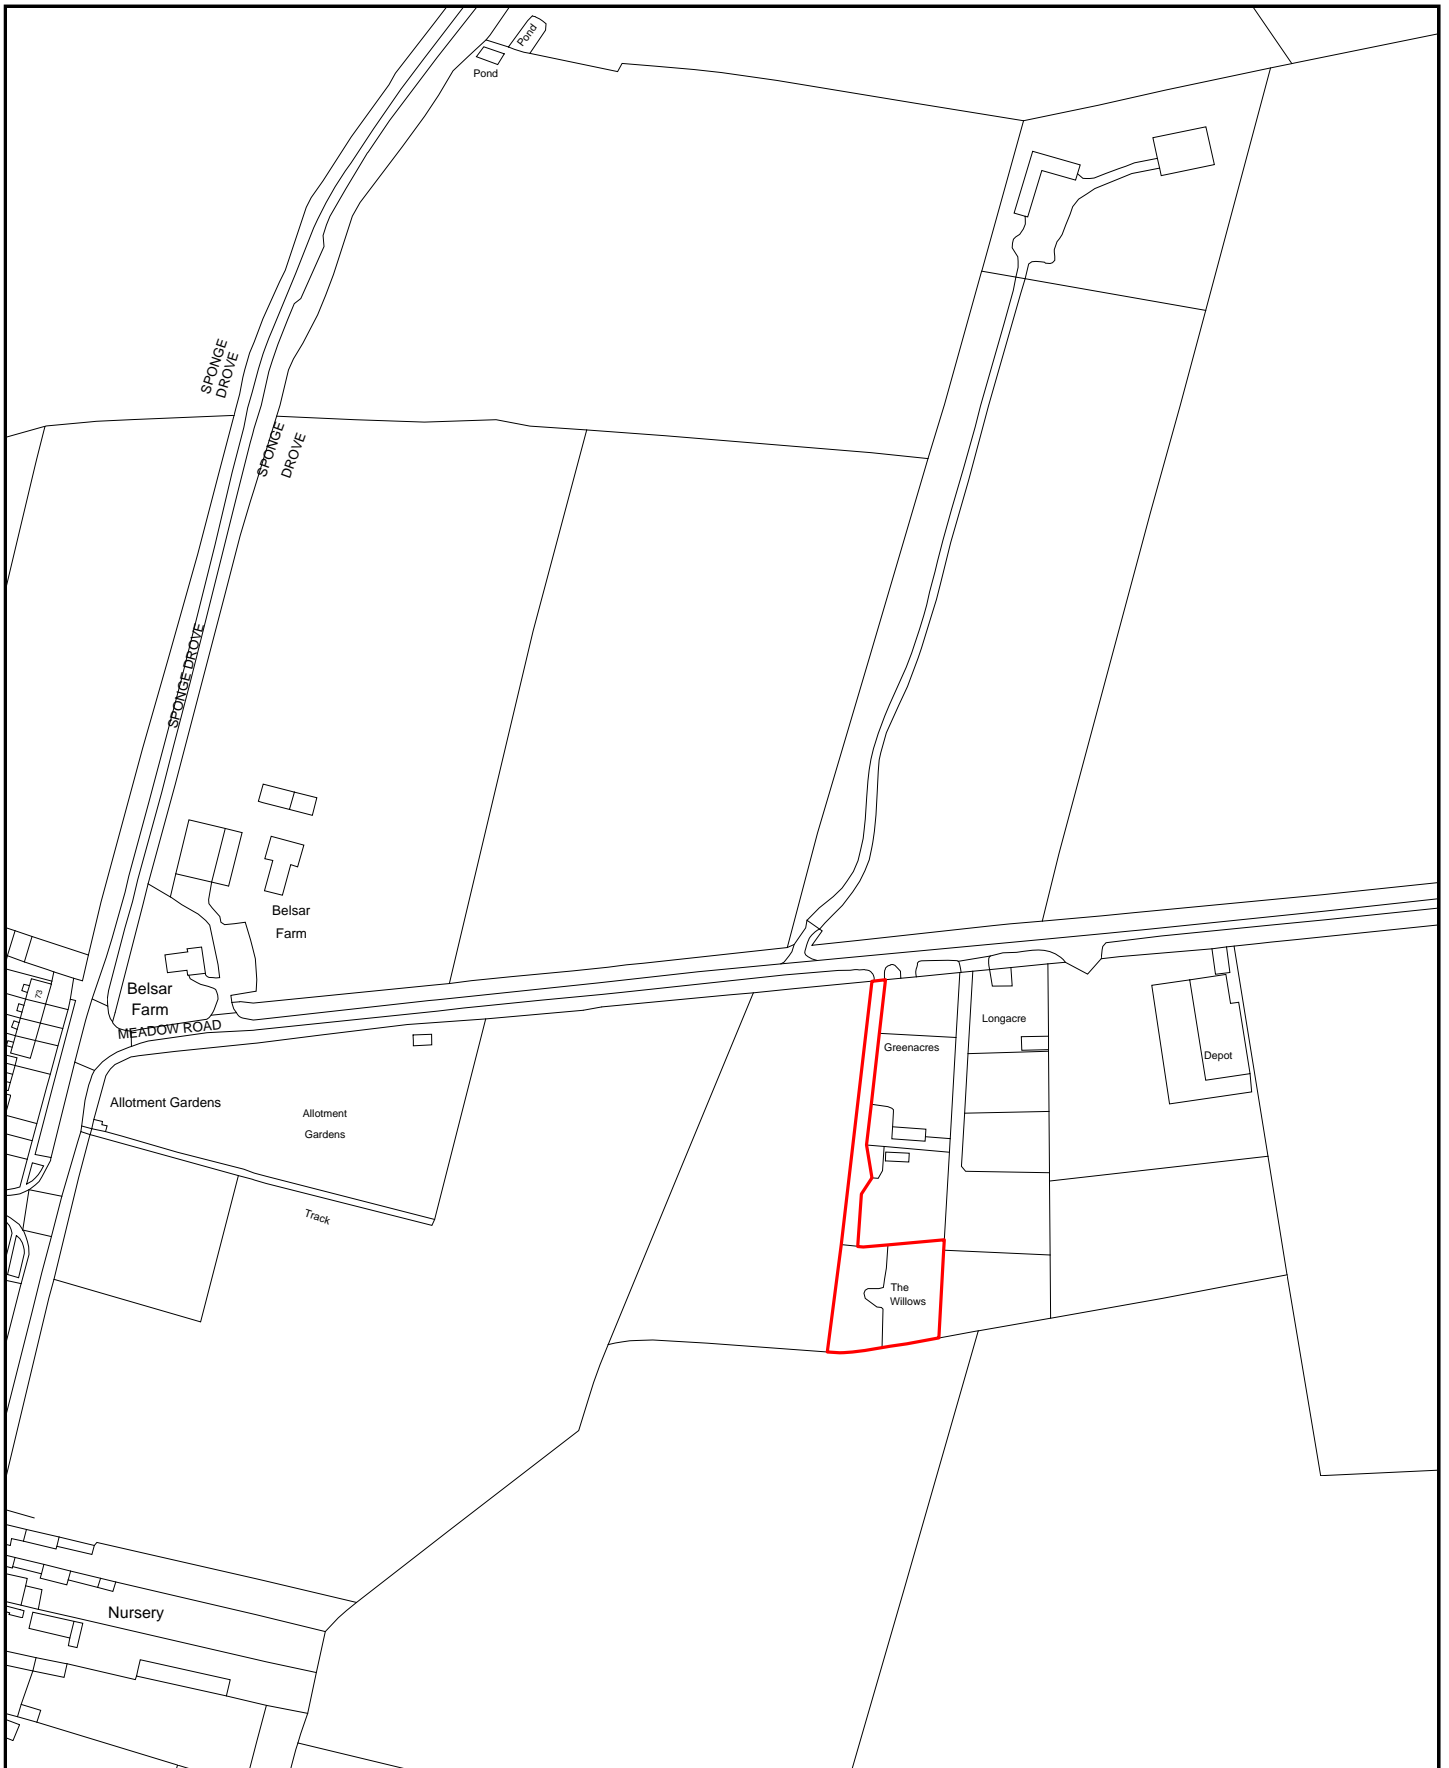 Pond
Pond
SPONGE
DROVE
SPONGE
DROVE
SPONGE DROVE
Belsar
Farm
Belsar
Farm
73
MEADOW ROAD
Longacre
Greenacres
Depot
Allotment Gardens
Allotment
Gardens
Track
The
Willows
Nursery